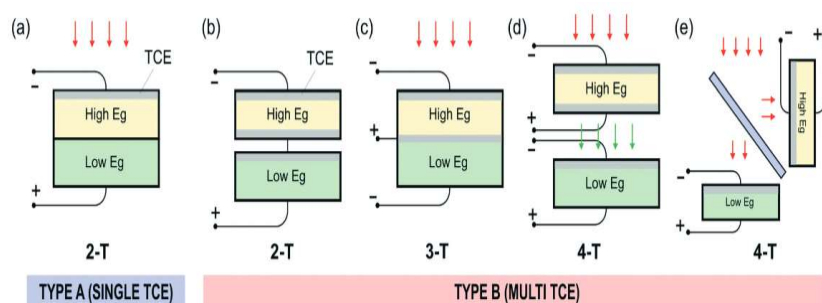 (a)
TCE
−
High Eg
Low Eg
+
2-T
(b)
TCE
−
High Eg
Low Eg
+
2-T
(c)
−
High Eg
+
Low Eg
−
3-T
(d)
−
High Eg
+
−
Low Eg
+
4-T
(e)
− +
High Eg
−
Low Eg
+
4-T
TYPE A (SINGLE TCE)
TYPE B (MULTI TCE)